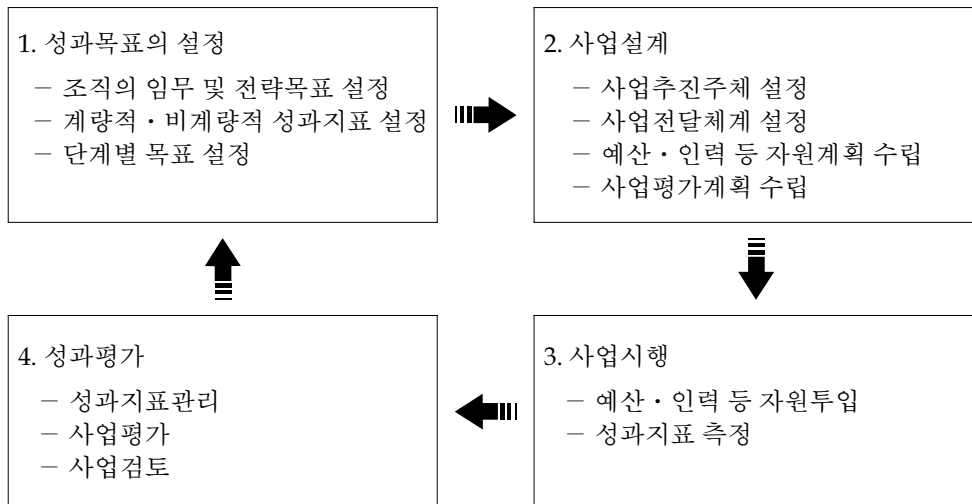 1. 성과목표의 설정
– 조직의 임무 및 전략목표 설정
– 계량적·비계량적 성과지표 설정
– 단계별 목표 설정
2. 사업설계
– 사업추진주체 설정
– 사업전달체계 설정
– 예산·인력 등 자원계획 수립
– 사업평가계획 수립
3. 사업시행
– 예산·인력 등 자원투입
– 성과지표 측정
4. 성과평가
– 성과지표관리
– 사업평가
– 사업검토